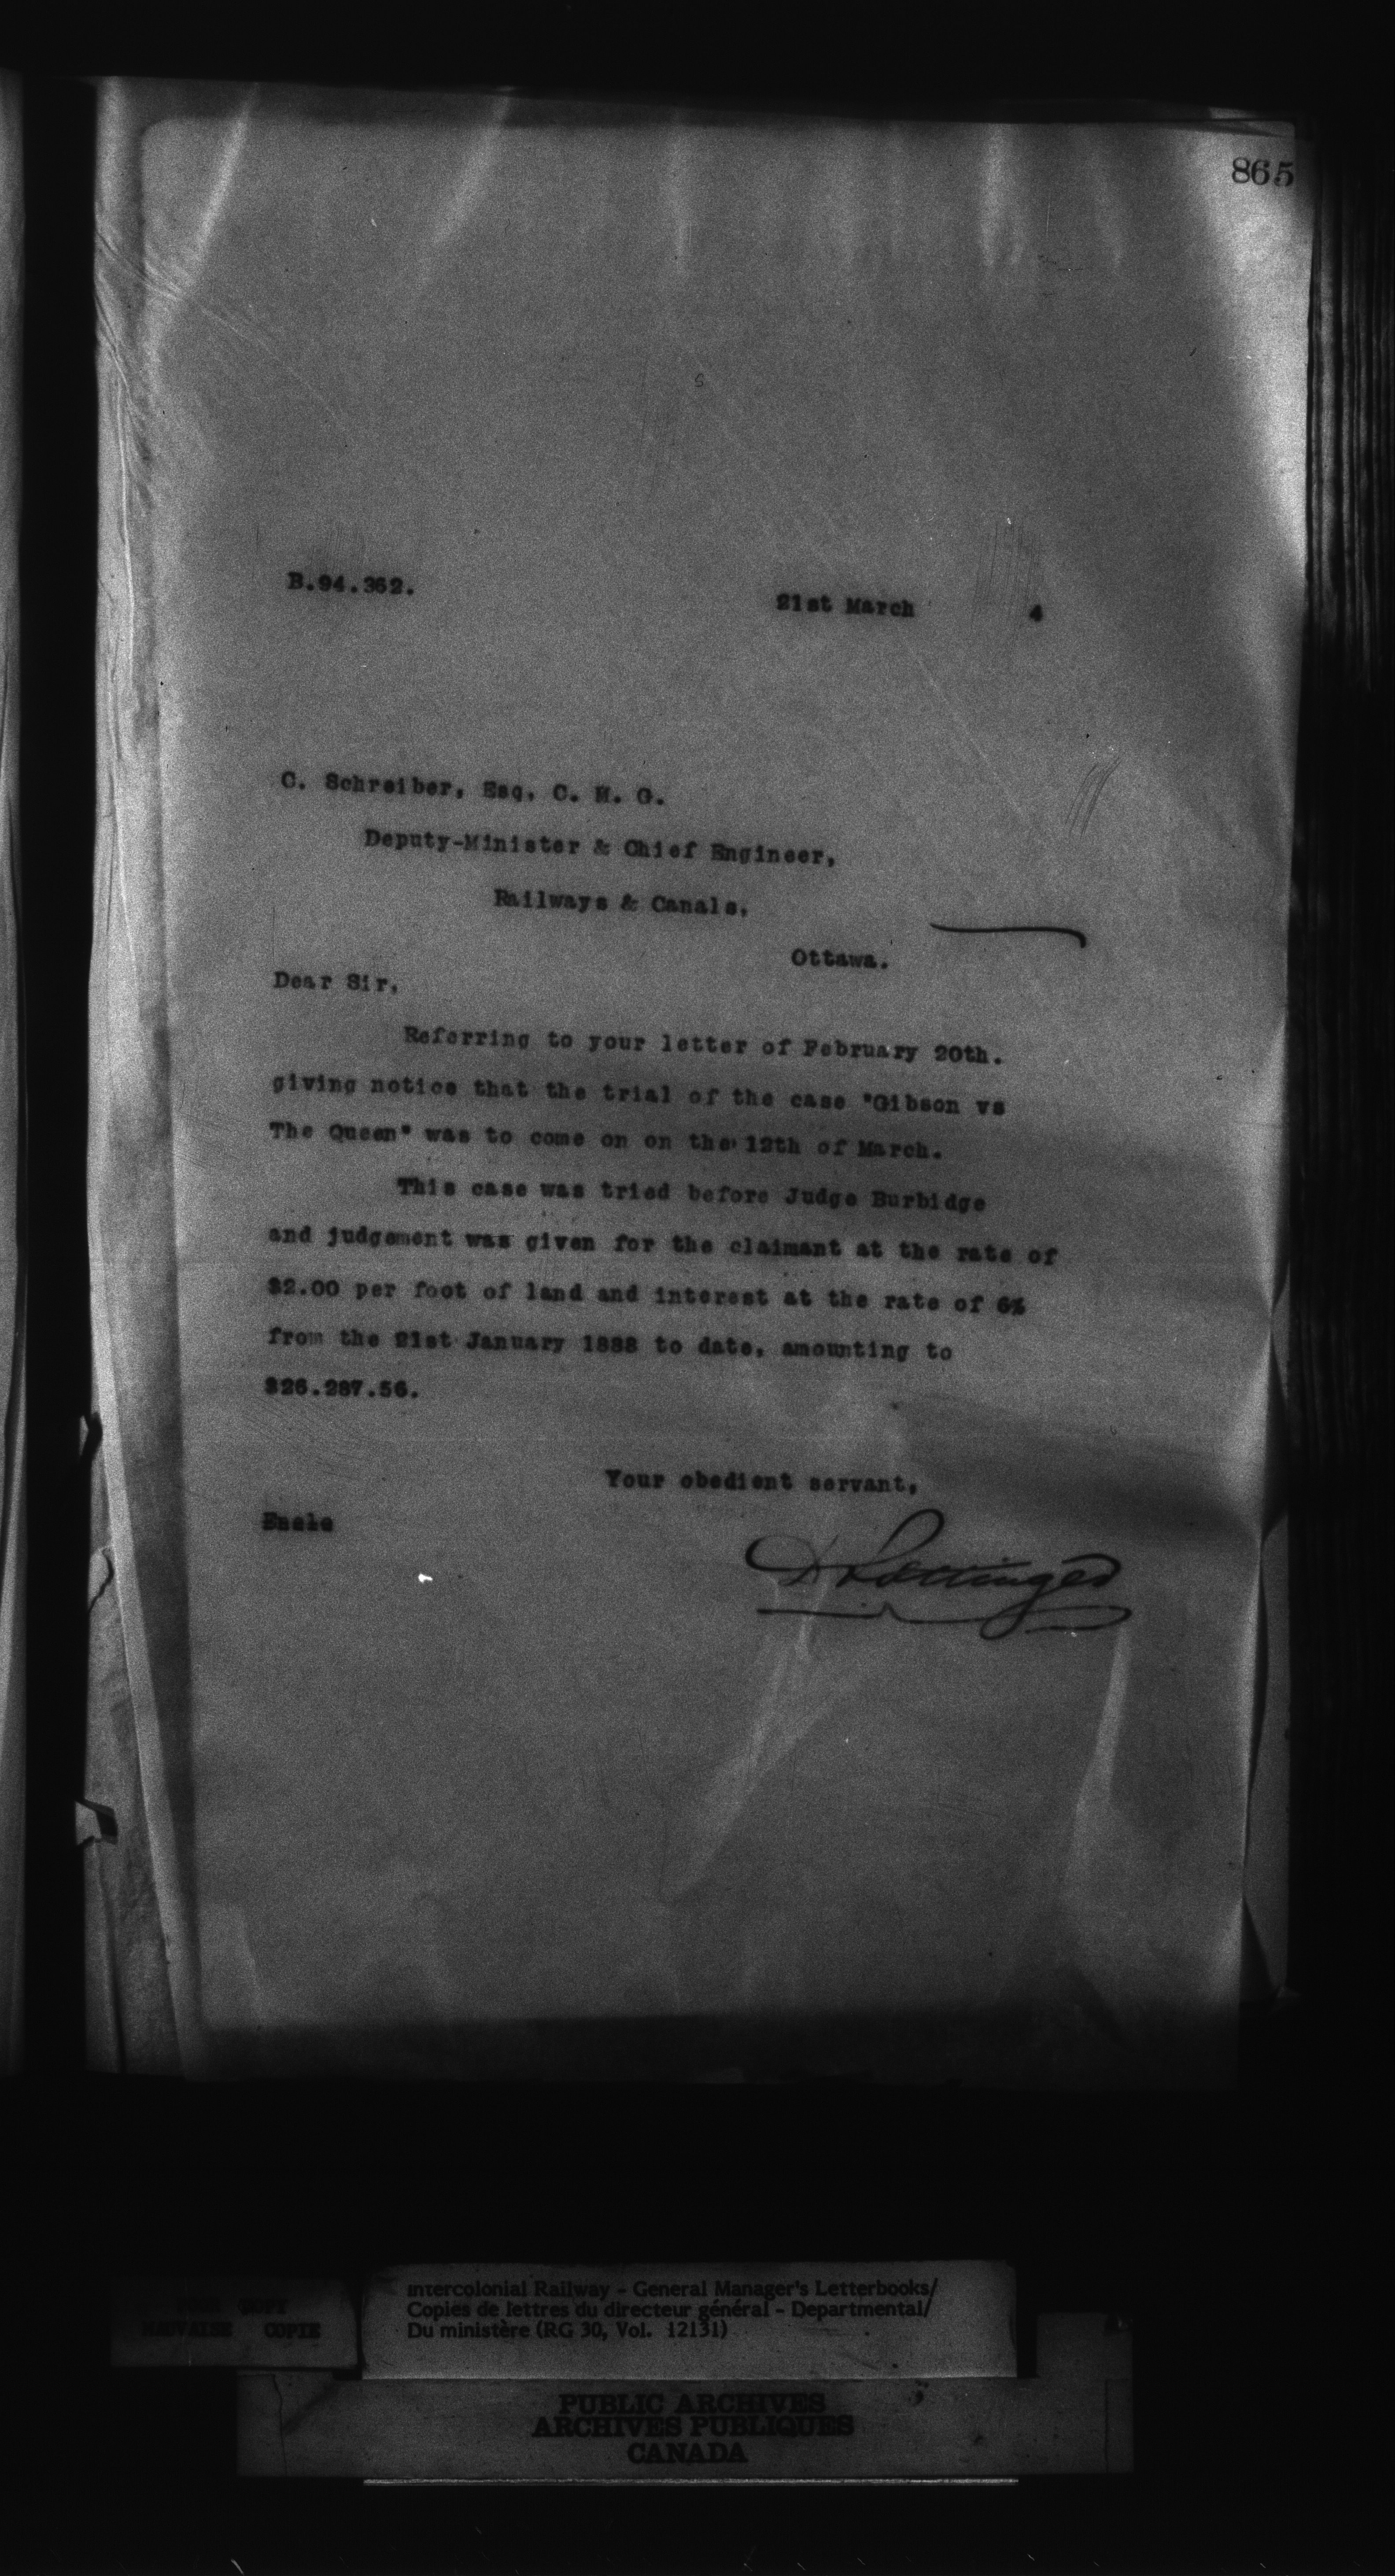 865
B.94.362.
21st March 4
C. Schreiber, Esq. C. M. G.
Deputy-Minister & Chief Engineer,
Railways & Canals,
Ottawa.
Dear Sir,
Referring to your letter of February 20th.
giving notice that the trial of the case "Gibson vs
The Queen" was to come on on the 12th of March.
This case was tried before Judge Burbidge
and judgement was given for the claimant at the rate of
$2.00 per foot of land and interest at the rate of 6%
from the 21st January 1888 to date, amounting to
$26.287.56.
Your obedient servant,
Encls
D Pottinger
POOR COPY
MAUVAISE COPIE
Intercolonial Railway - General Manager's Letterbooks/
Copies de lettres du directeur général - Departmental/
Du ministère (RG 30, Vol. 12131)
PUBLIC ARCHIVES
ARCHIVES PUBLIQUES
CANADA